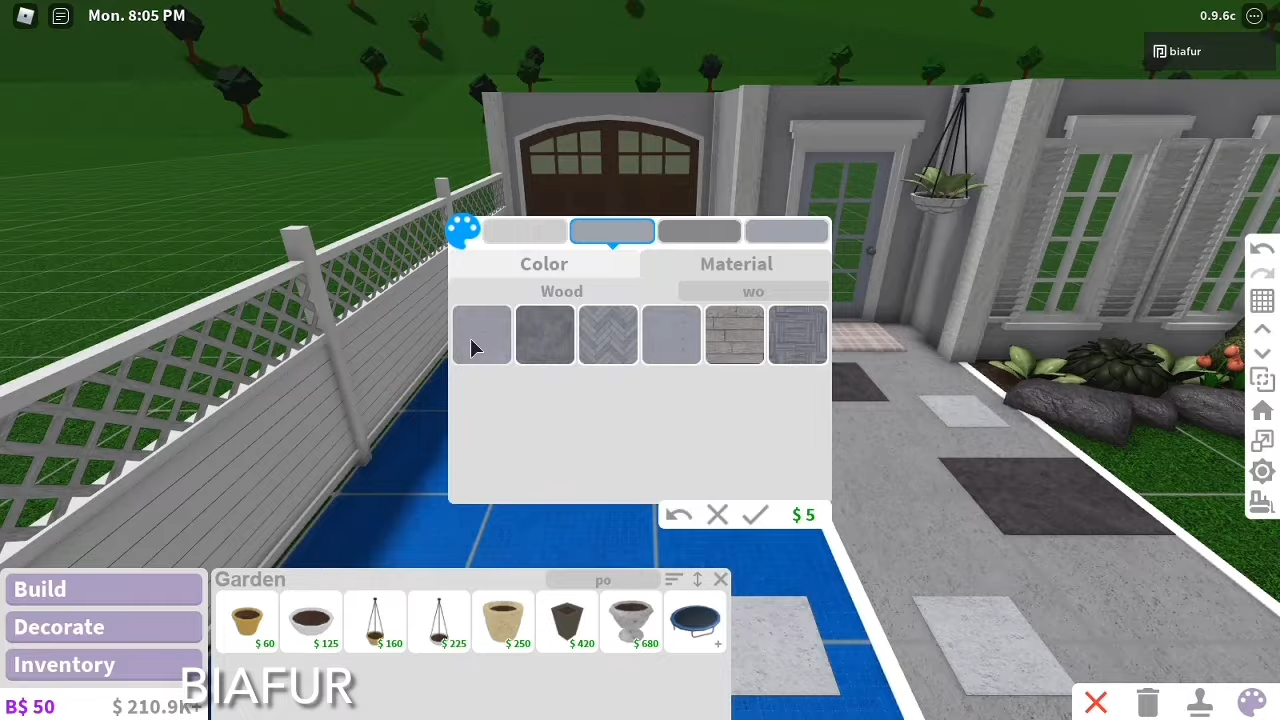 Mon. 8:05 PM
0.9.6c
biafur
Color
Material
Wood
wo
$ 5
Garden
po
$ 60
$ 125
$ 160
$ 225
$ 250
$ 420
$ 680
+
Build
Decorate
Inventory
BIAFUR
B$ 50
$ 210.9K+